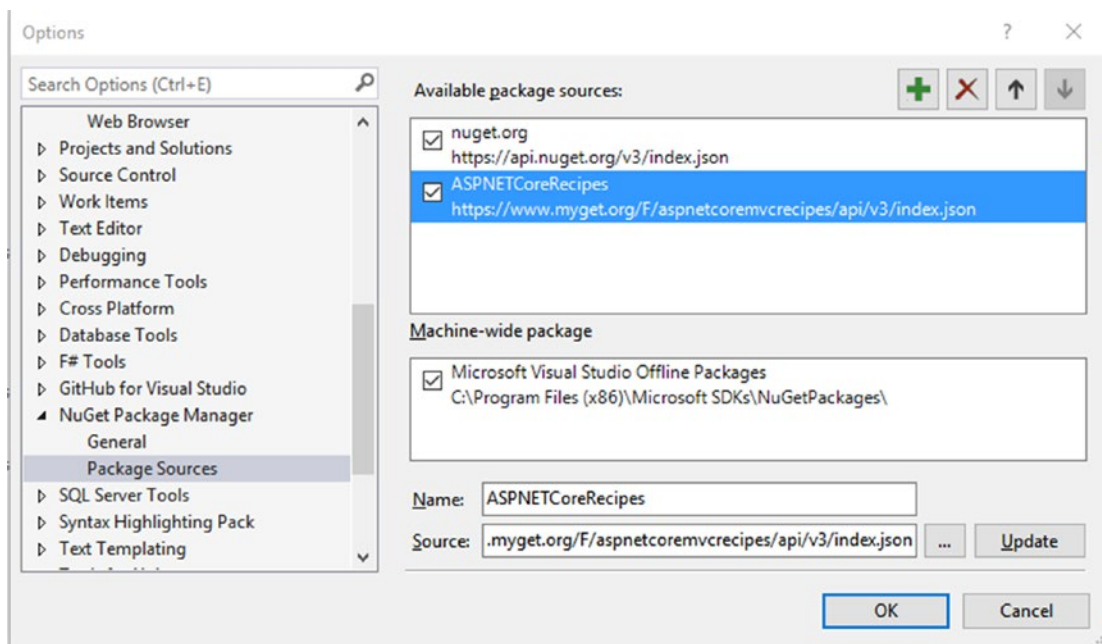 Options
?
Search Options (Ctrl+E)
Web Browser
Projects and Solutions
Source Control
Work Items
Text Editor
Debugging
Performance Tools
Cross Platform
Database Tools
F# Tools
GitHub for Visual Studio
NuGet Package Manager
General
Package Sources
SQL Server Tools
Syntax Highlighting Pack
Text Templating
Available package sources:
nuget.org
https://api.nuget.org/v3/index.json
ASPNETCoreRecipes
https://www.myget.org/F/aspnetcoremvcrecipes/api/v3/index.json
Machine-wide package
Microsoft Visual Studio Offline Packages
C:\Program Files (x86)\Microsoft SDKs\NuGetPackages\
Name: ASPNETCoreRecipes
Source: .myget.org/F/aspnetcoremvcrecipes/api/v3/index.json ... Update
OK Cancel